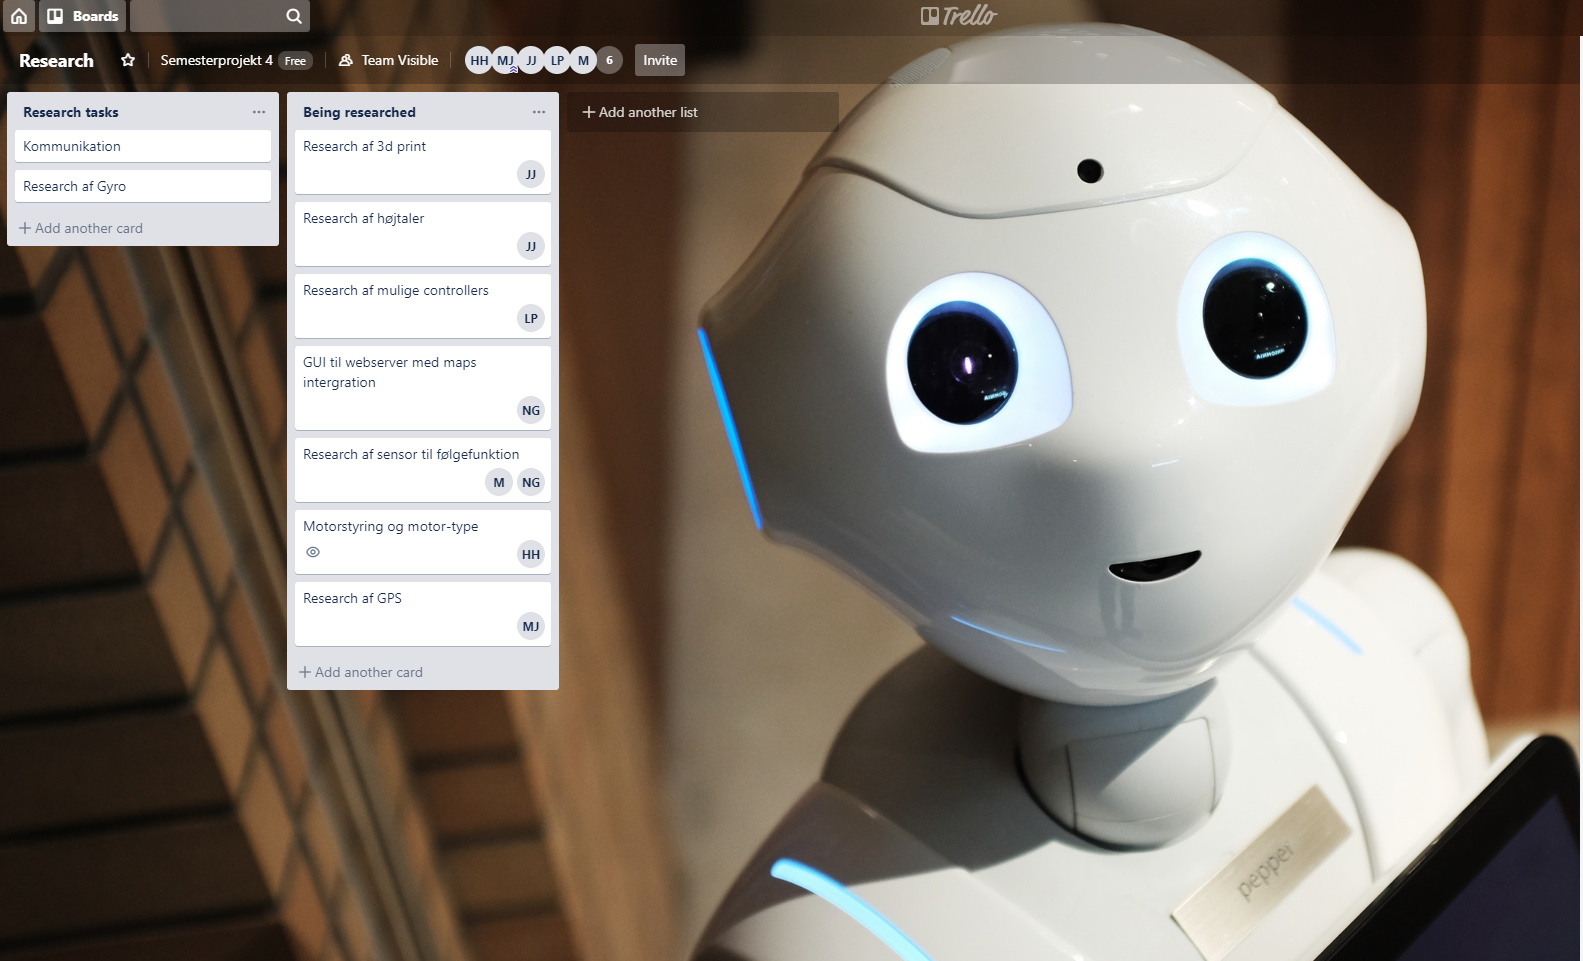 Boards
Trello
Research
Semesterprojekt 4 Free
Team Visible
HH MJ JJ LP M 6
Invite
Research tasks
Kommunikation
Research af Gyro
Add another card
Being researched
Research af 3d print
JJ
Research af højtaler
JJ
Research af mulige controllers
LP
GUI til webserver med maps
intergration
NG
Research af sensor til følgefunktion
M NG
Motorstyring og motor-type
HH
Research af GPS
MJ
Add another card
Add another list
pepper